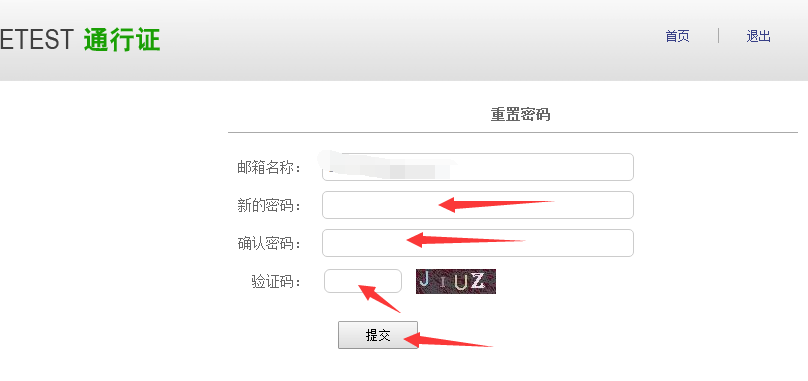 ETEST 通行证
首页 退出
重置密码
邮箱名称：
新的密码：
确认密码：
验证码： JIUZ
提交